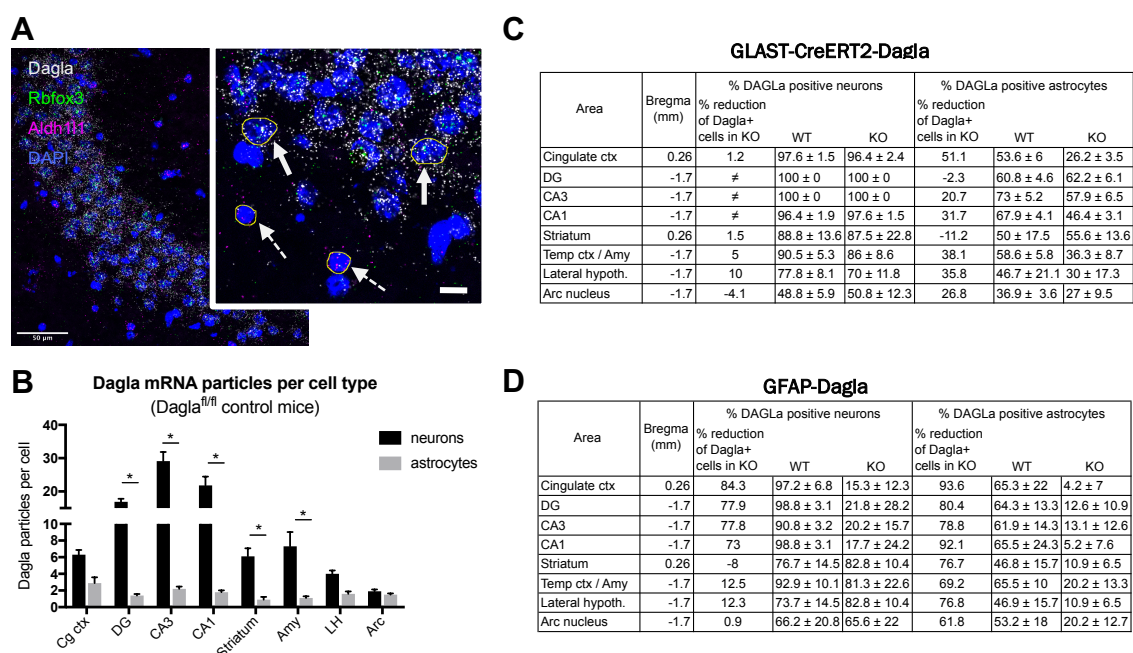 A
Dagla
Rbfox3
Aldh1l1
DAPI
50 µm
B
Dagla mRNA particles per cell type
(Dagla fl/fl control mice)
Dagla particles per cell
40
30
20
10
8
6
4
2
0
* * * * *
neurons
astrocytes
Cg ctx DG CA3 CA1 Striatum Amy LH Arc
C
GLAST-CreERT2-Dagla
Area Bregma (mm) % DAGLa positive neurons % DAGLa positive astrocytes
% reduction of Dagla+ cells in KO WT KO % reduction of Dagla+ cells in KO WT KO
Cingulate ctx 0.26 1.2 97.6 ± 1.5 96.4 ± 2.4 51.1 53.6 ± 6 26.2 ± 3.5
DG -1.7 ≠ 100 ± 0 100 ± 0 -2.3 60.8 ± 4.6 62.2 ± 6.1
CA3 -1.7 ≠ 100 ± 0 100 ± 0 20.7 73 ± 5.2 57.9 ± 6.5
CA1 -1.7 ≠ 96.4 ± 1.9 97.6 ± 1.5 31.7 67.9 ± 4.1 46.4 ± 3.1
Striatum 0.26 1.5 88.8 ± 13.6 87.5 ± 22.8 -11.2 50 ± 17.5 55.6 ± 13.6
Temp ctx / Amy -1.7 5 90.5 ± 5.3 86 ± 8.6 38.1 58.6 ± 5.8 36.3 ± 8.7
Lateral hypoth. -1.7 10 77.8 ± 8.1 70 ± 11.8 35.8 46.7 ± 21.1 30 ± 17.3
Arc nucleus -1.7 -4.1 48.8 ± 5.9 50.8 ± 12.3 26.8 36.9 ± 3.6 27 ± 9.5
D
GFAP-Dagla
Area Bregma (mm) % DAGLa positive neurons % DAGLa positive astrocytes
% reduction of Dagla+ cells in KO WT KO % reduction of Dagla+ cells in KO WT KO
Cingulate ctx 0.26 84.3 97.2 ± 6.8 15.3 ± 12.3 93.6 65.3 ± 22 4.2 ± 7
DG -1.7 77.9 98.8 ± 3.1 21.8 ± 28.2 80.4 64.3 ± 13.3 12.6 ± 10.9
CA3 -1.7 77.8 90.8 ± 3.2 20.2 ± 15.7 78.8 61.9 ± 14.3 13.1 ± 12.6
CA1 -1.7 73 98.8 ± 3.1 17.7 ± 24.2 92.1 65.5 ± 24.3 5.2 ± 7.6
Striatum 0.26 -8 76.7 ± 14.5 82.8 ± 10.4 76.7 46.8 ± 15.7 10.9 ± 6.5
Temp ctx / Amy -1.7 12.5 92.9 ± 10.1 81.3 ± 22.6 69.2 65.5 ± 10 20.2 ± 13.3
Lateral hypoth. -1.7 12.3 73.7 ± 14.5 82.8 ± 10.4 76.8 46.9 ± 15.7 10.9 ± 6.5
Arc nucleus -1.7 0.9 66.2 ± 20.8 65.6 ± 22 61.8 53.2 ± 18 20.2 ± 12.7